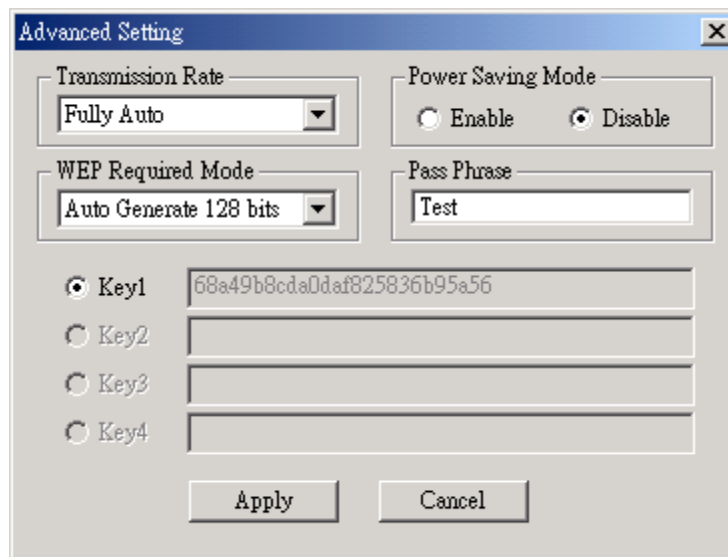 Advanced Setting
Transmission Rate
Fully Auto
Power Saving Mode
Enable
Disable
WEP Required Mode
Auto Generate 128 bits
Pass Phrase
Test
Key1
68a49b8cda0daf825836b95a56
Key2
Key3
Key4
Apply
Cancel